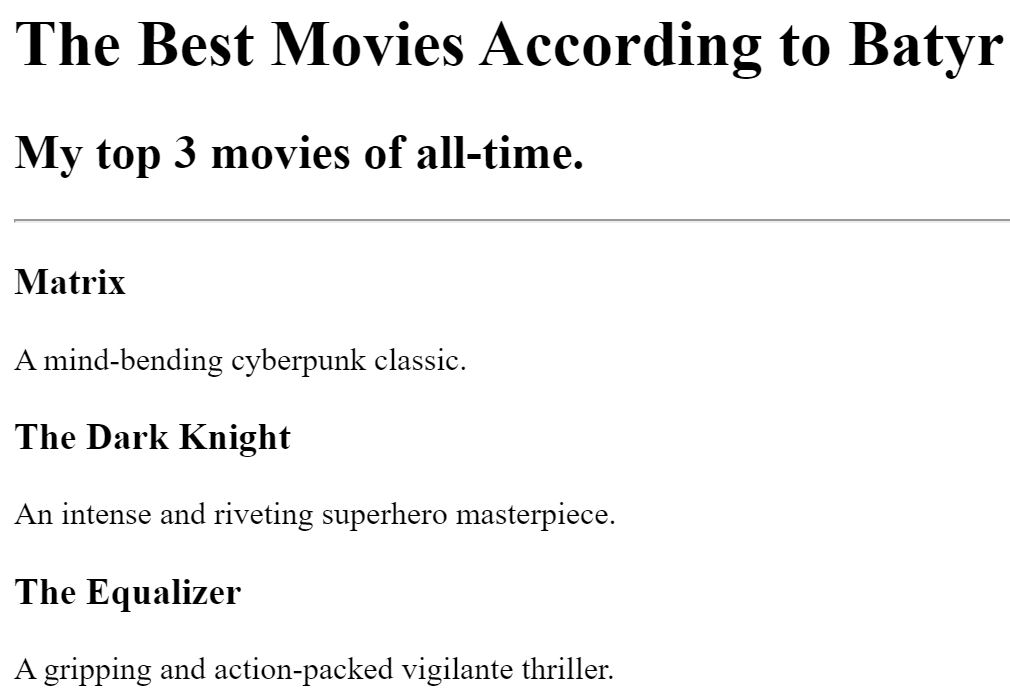 The Best Movies According to Batyr
My top 3 movies of all-time.
Matrix
A mind-bending cyberpunk classic.
The Dark Knight
An intense and riveting superhero masterpiece.
The Equalizer
A gripping and action-packed vigilante thriller.